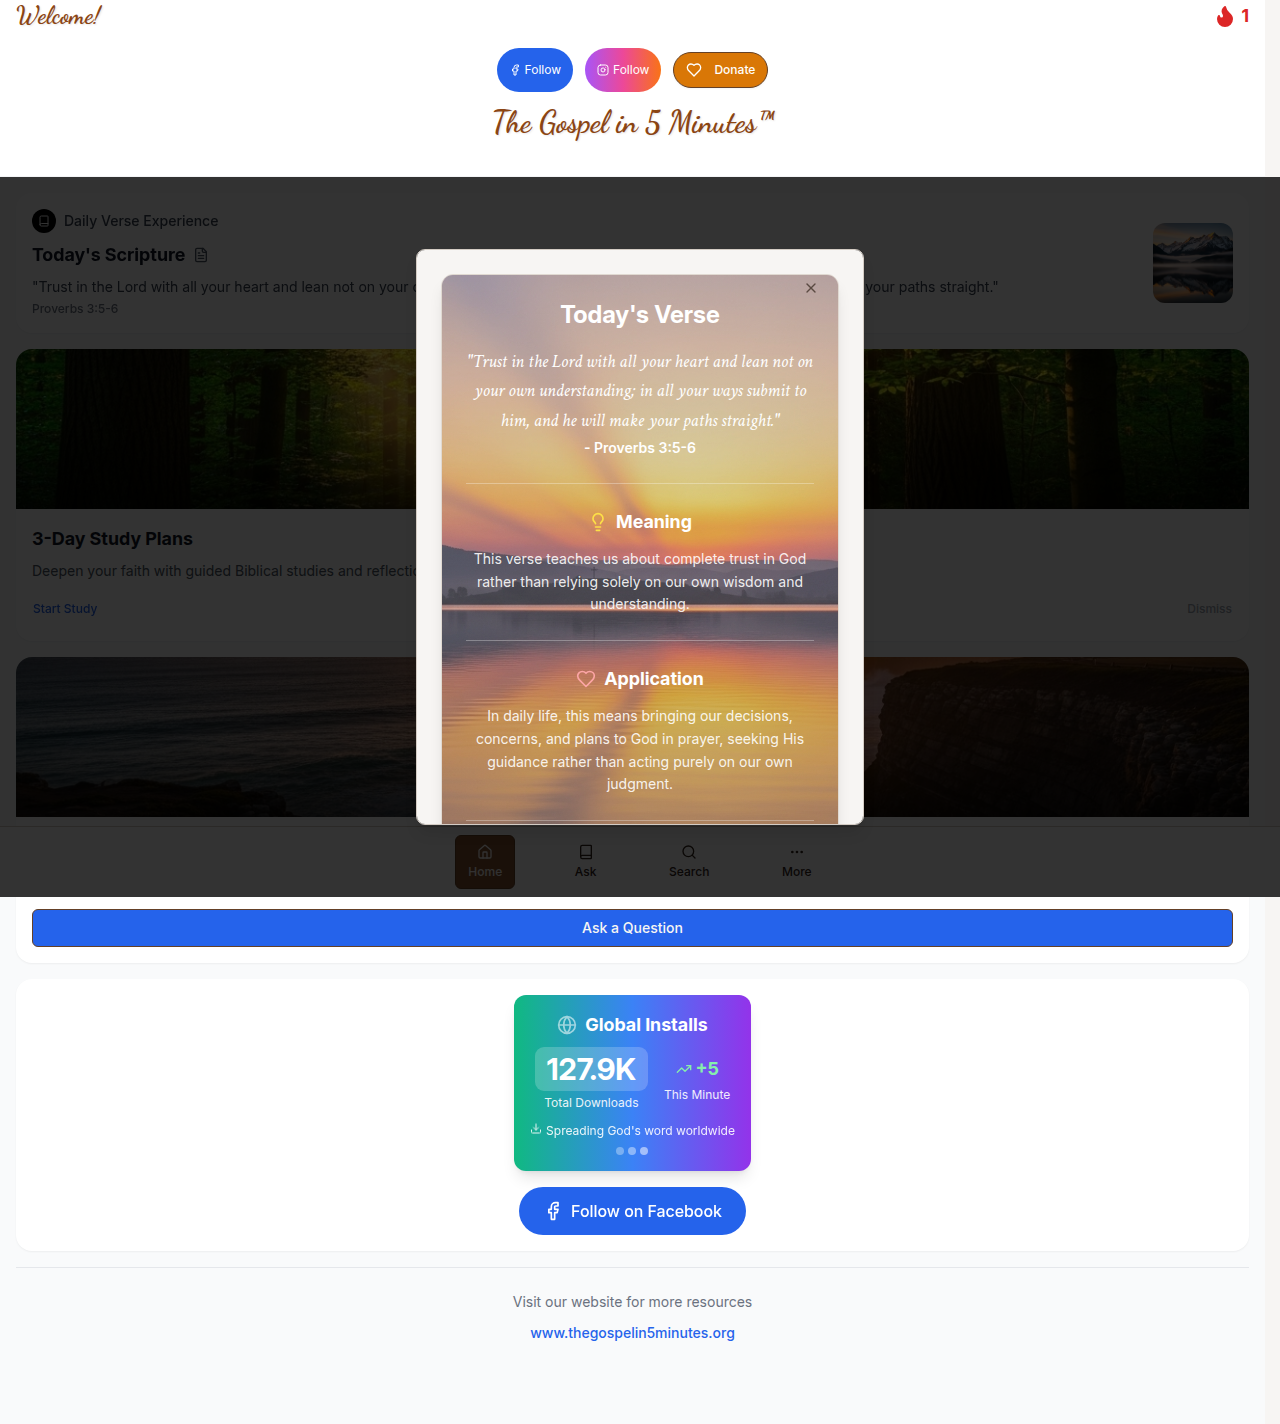 Welcome!
1
Follow
Follow
Donate
The Gospel in 5 Minutes™
Daily Verse Experience
Today's Scripture
"Trust in the Lord with all your heart and lean not on your
your paths straight."
Proverbs 3:5-6
Today's Verse
"Trust in the Lord with all your heart and lean not on
your own understanding; in all your ways submit to
him, and he will make your paths straight."
- Proverbs 3:5-6
Meaning
This verse teaches us about complete trust in God
rather than relying solely on our own wisdom and
understanding.
Application
In daily life, this means bringing our decisions,
concerns, and plans to God in prayer, seeking His
guidance rather than acting purely on our own
judgment.
3-Day Study Plans
Deepen your faith with guided Biblical studies and
Start Study
Dismiss
Home
Ask
Search
More
Ask a Question
Global Installs
127.9K
Total Downloads
+5
This Minute
Spreading God's word worldwide
Follow on Facebook
Visit our website for more resources
www.thegospelin5minutes.org